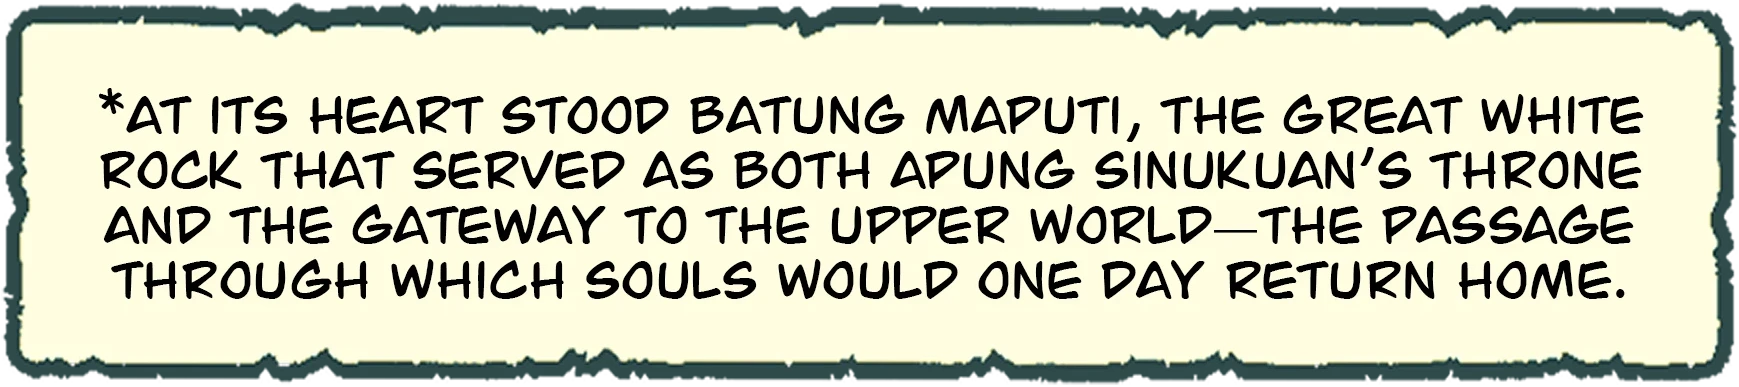 *AT ITS HEART STOOD BATUNG MAPUTI, THE GREAT WHITE
ROCK THAT SERVED AS BOTH APUNG SINUKUAN'S THRONE
AND THE GATEWAY TO THE UPPER WORLD—THE PASSAGE
THROUGH WHICH SOULS WOULD ONE DAY RETURN HOME.